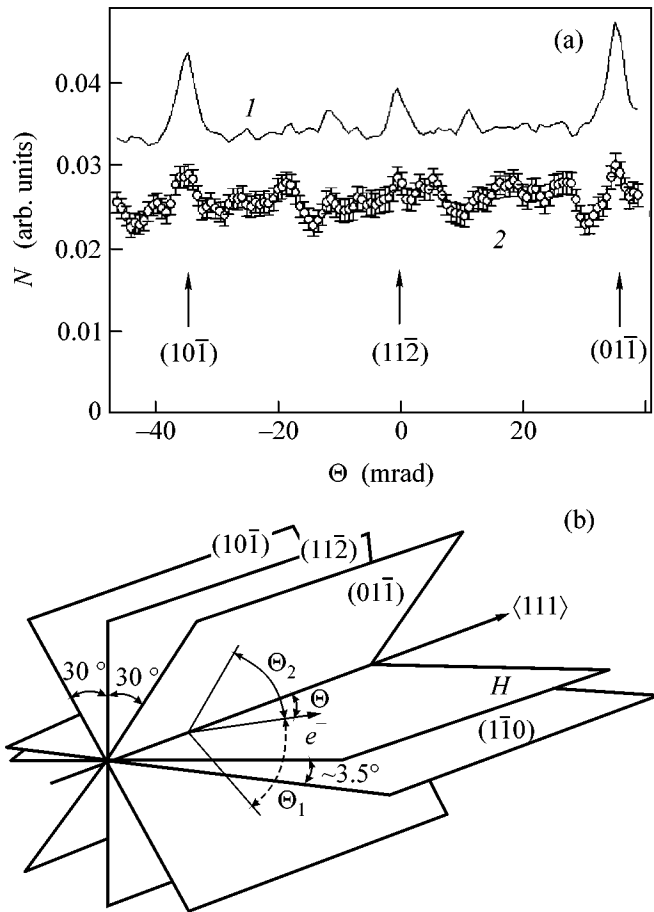 (a)
0.04
1
0.03
N (arb. units)
0.02
2
0.01
(101̅) (112̅) (011̅)
0
−40 −20 0 20
Θ (mrad)
(b)
(101̅)
(112̅)
(011̅)
⟨111⟩
30 ° 30 °
Θ₂
Θ
H
e̅
(11̅0)
~3.5°
Θ₁